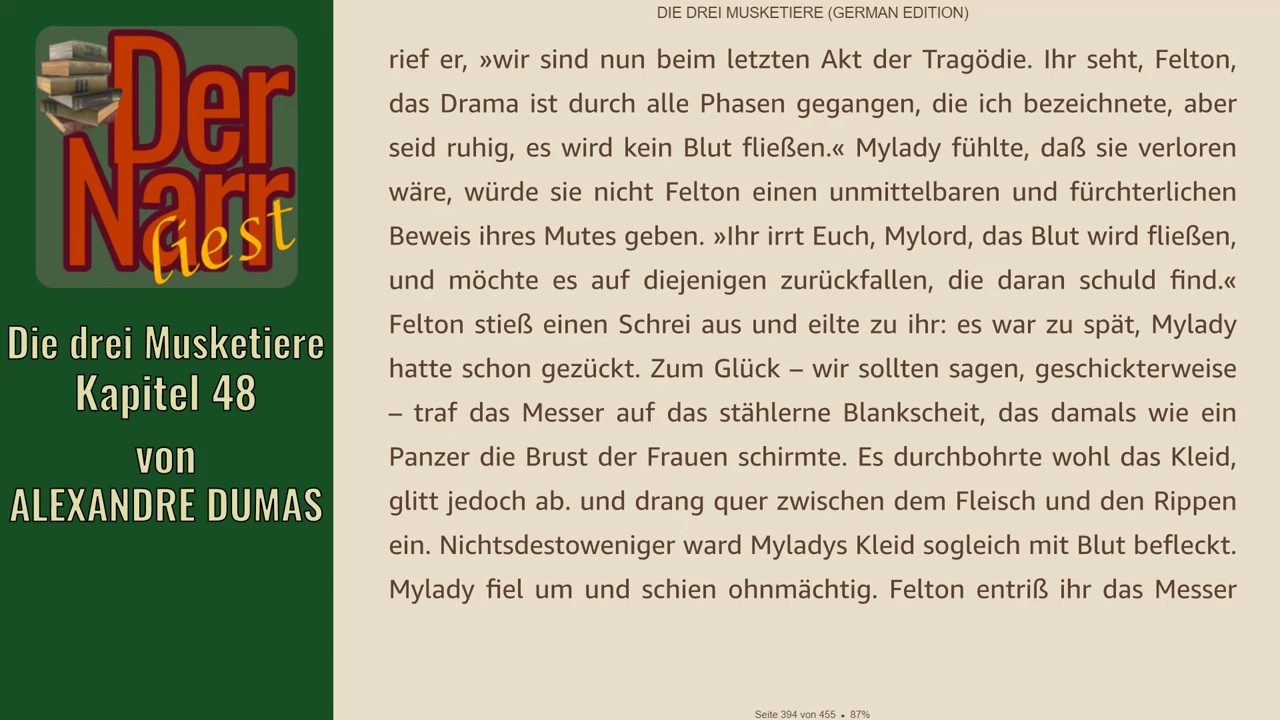 Der
Narr
liest
Die drei Musketiere
Kapitel 48
von
ALEXANDRE DUMAS
DIE DREI MUSKETIERE (GERMAN EDITION)
rief er, »wir sind nun beim letzten Akt der Tragödie. Ihr seht, Felton,
das Drama ist durch alle Phasen gegangen, die ich bezeichnete, aber
seid ruhig, es wird kein Blut fließen.« Mylady fühlte, daß sie verloren
wäre, würde sie nicht Felton einen unmittelbaren und fürchterlichen
Beweis ihres Mutes geben. »Ihr irrt Euch, Mylord, das Blut wird fließen,
und möchte es auf diejenigen zurückfallen, die daran schuld find.«
Felton stieß einen Schrei aus und eilte zu ihr: es war zu spät, Mylady
hatte schon gezückt. Zum Glück – wir sollten sagen, geschickterweise
– traf das Messer auf das stählerne Blankscheit, das damals wie ein
Panzer die Brust der Frauen schirmte. Es durchbohrte wohl das Kleid,
glitt jedoch ab. und drang quer zwischen dem Fleisch und den Rippen
ein. Nichtsdestoweniger ward Myladys Kleid sogleich mit Blut befleckt.
Mylady fiel um und schien ohnmächtig. Felton entriß ihr das Messer
Seite 394 von 455 • 87%